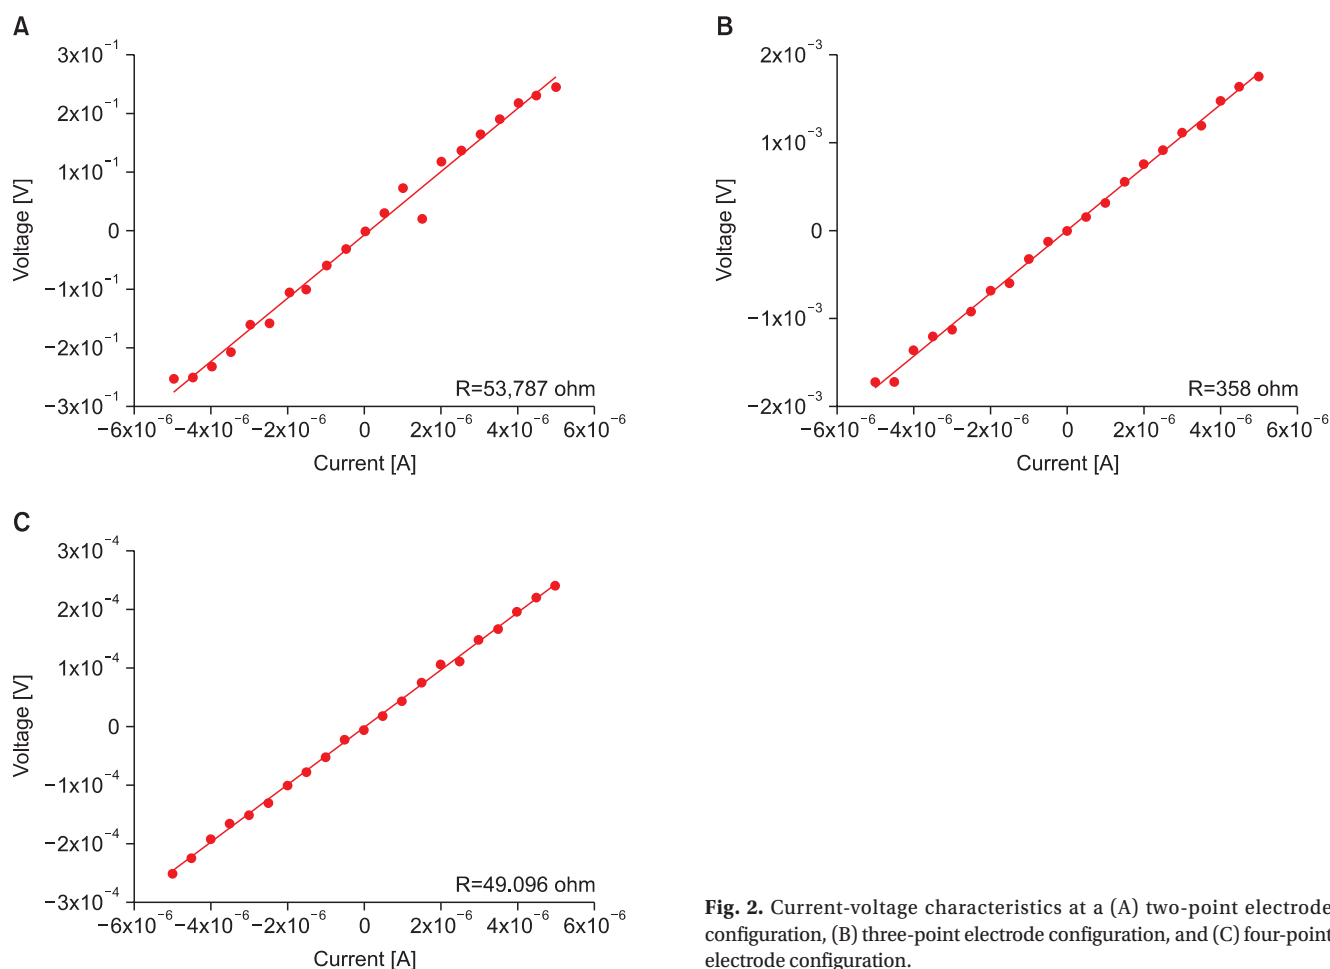 A
3x10⁻¹
2x10⁻¹
1x10⁻¹
0
−1x10⁻¹
−2x10⁻¹
−3x10⁻¹
Voltage [V]
R=53,787 ohm
−6x10⁻⁶ −4x10⁻⁶ −2x10⁻⁶ 0 2x10⁻⁶ 4x10⁻⁶ 6x10⁻⁶
Current [A]
B
2x10⁻³
1x10⁻³
0
−1x10⁻³
−2x10⁻³
Voltage [V]
R=358 ohm
−6x10⁻⁶ −4x10⁻⁶ −2x10⁻⁶ 0 2x10⁻⁶ 4x10⁻⁶ 6x10⁻⁶
Current [A]
C
3x10⁻⁴
2x10⁻⁴
1x10⁻⁴
0
−1x10⁻⁴
−2x10⁻⁴
−3x10⁻⁴
Voltage [V]
R=49.096 ohm
−6x10⁻⁶ −4x10⁻⁶ −2x10⁻⁶ 0 2x10⁻⁶ 4x10⁻⁶ 6x10⁻⁶
Current [A]
Fig. 2. Current-voltage characteristics at a (A) two-point electrode
configuration, (B) three-point electrode configuration, and (C) four-point
electrode configuration.